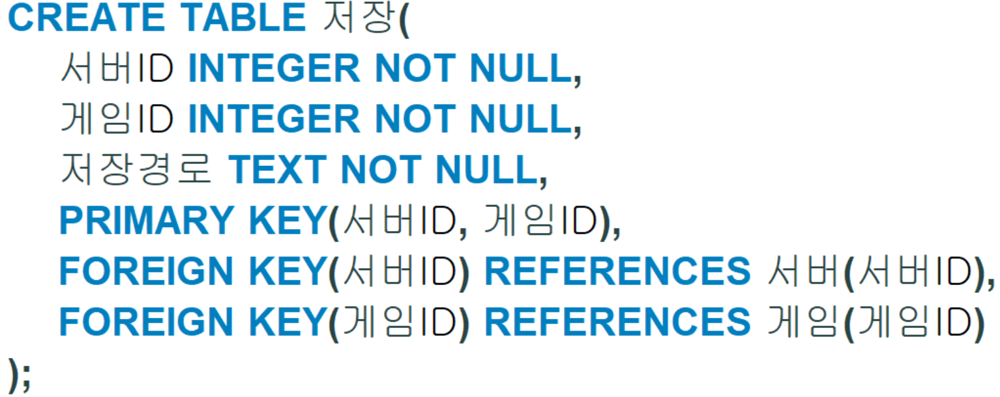 CREATE TABLE 저장(
서버ID INTEGER NOT NULL,
게임ID INTEGER NOT NULL,
저장경로 TEXT NOT NULL,
PRIMARY KEY(서버ID, 게임ID),
FOREIGN KEY(서버ID) REFERENCES 서버(서버ID),
FOREIGN KEY(게임ID) REFERENCES 게임(게임ID)
);